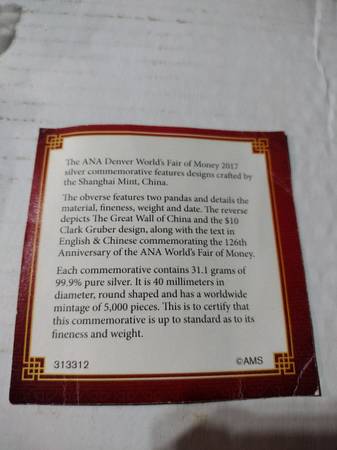 The ANA Denver World's Fair of Money 2017
silver commemorative features designs crafted by
the Shanghai Mint, China.
The obverse features two pandas and details the
material, fineness, weight and date. The reverse
depicts The Great Wall of China and the $10
Clark Gruber design, along with the text in
English & Chinese commemorating the 126th
Anniversary of the ANA World's Fair of Money.
Each commemorative contains 31.1 grams of
99.9% pure silver. It is 40 millimeters in
diameter, round shaped and has a worldwide
mintage of 5,000 pieces. This is to certify that
this commemorative is up to standard as to its
fineness and weight.
313312 ©AMS